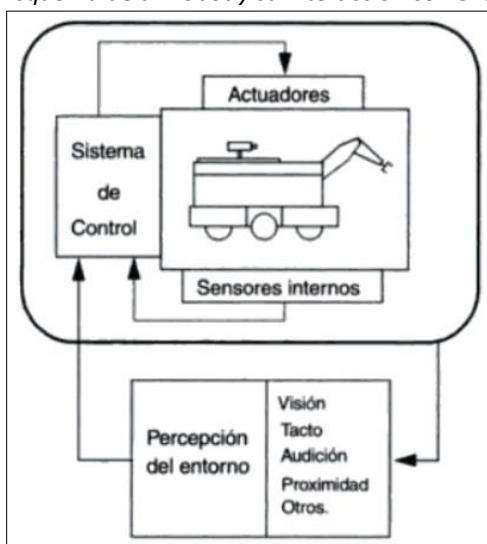 Actuadores
Sistema
de
Control
Sensores internos
Percepción
del entorno
Visión
Tacto
Audición
Proximidad
Otros.